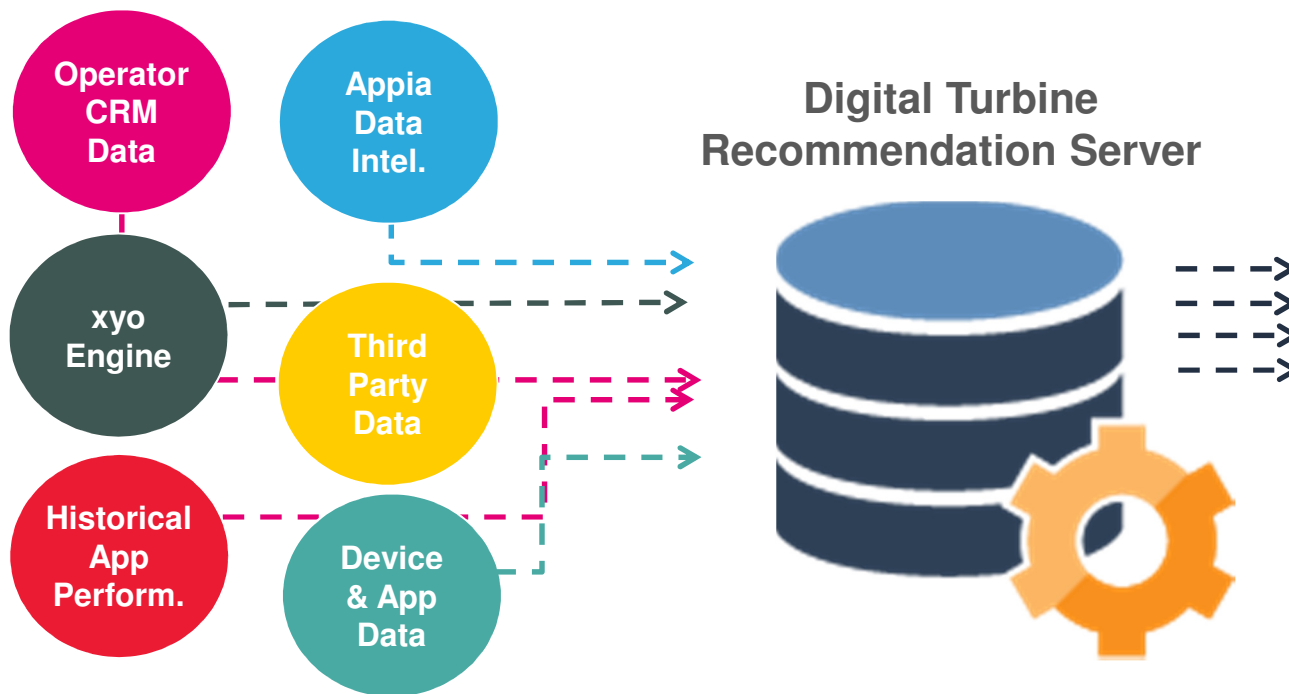 Operator
CRM
Data
Appia
Data
Intel.
Digital Turbine
Recommendation Server
xyo
Engine
Third
Party
Data
Historical
App
Perform.
Device
& App
Data